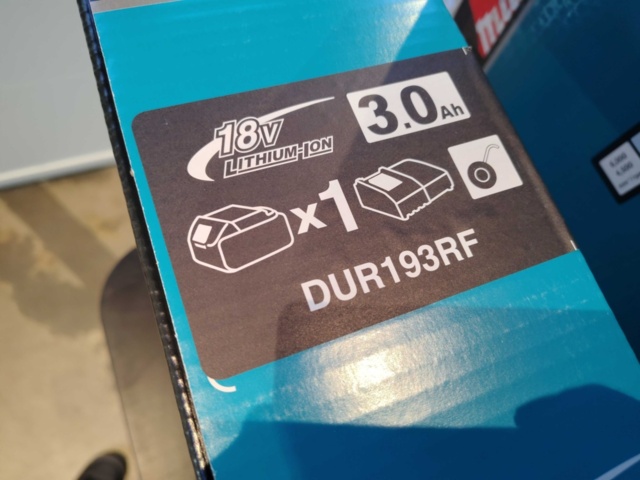 18V
LITHIUM-ION
3.0Ah
x1
DUR193RF